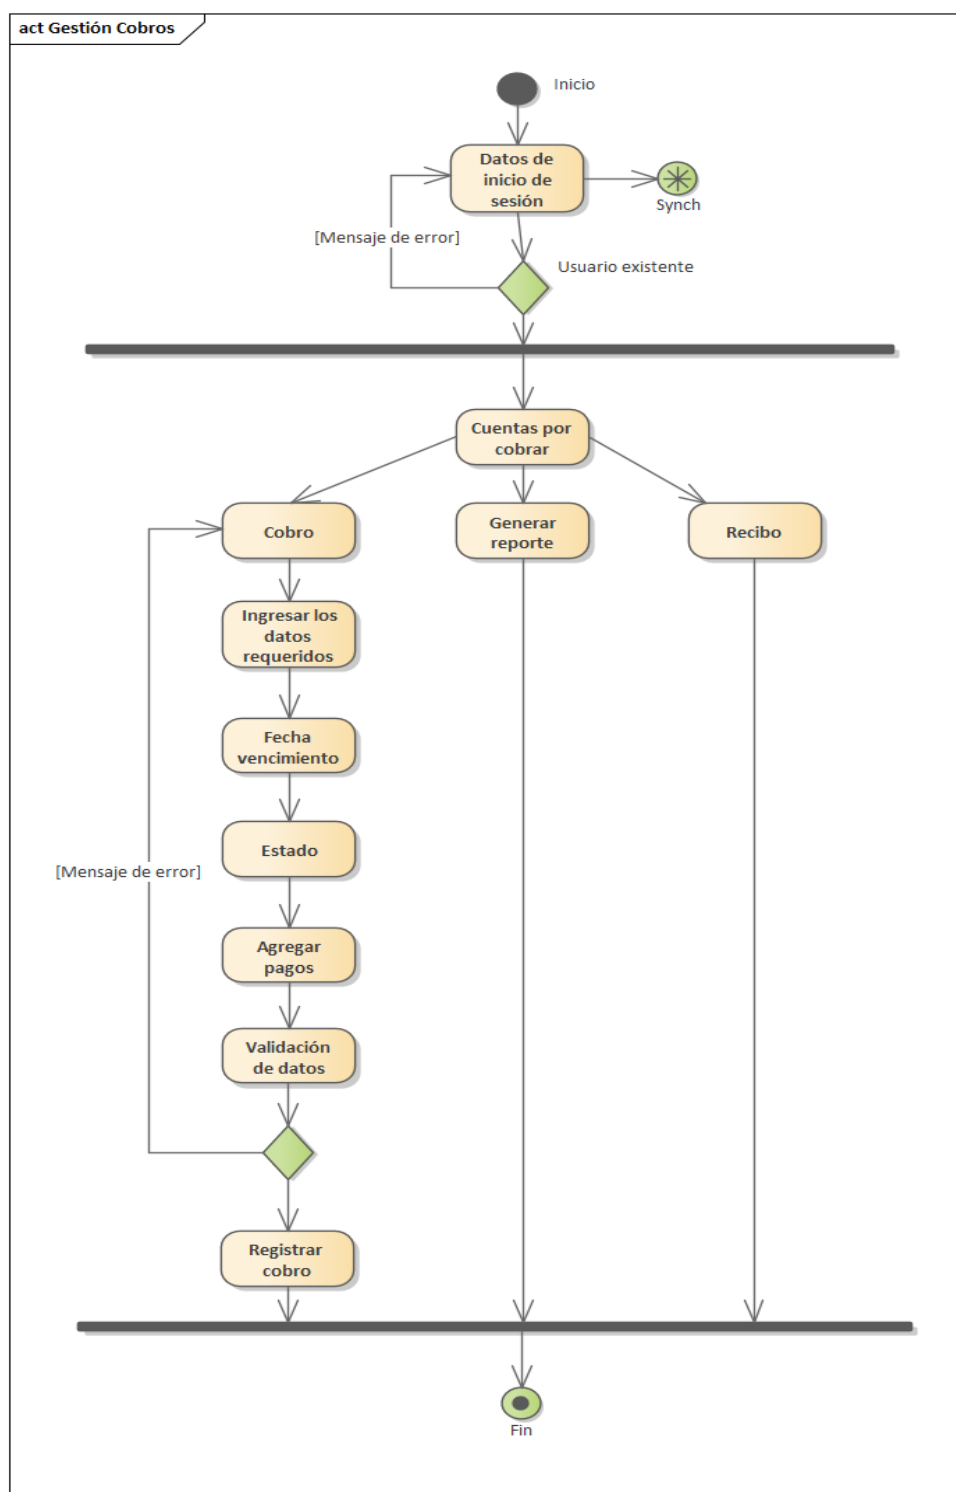 act Gestión Cobros
Inicio
Datos de
inicio de
sesión
Synch
[Mensaje de error]
Usuario existente
Cuentas por
cobrar
Cobro
Generar
reporte
Recibo
Ingresar los
datos
requeridos
Fecha
vencimiento
Estado
[Mensaje de error]
Agregar
pagos
Validación
de datos
Registrar
cobro
Fin